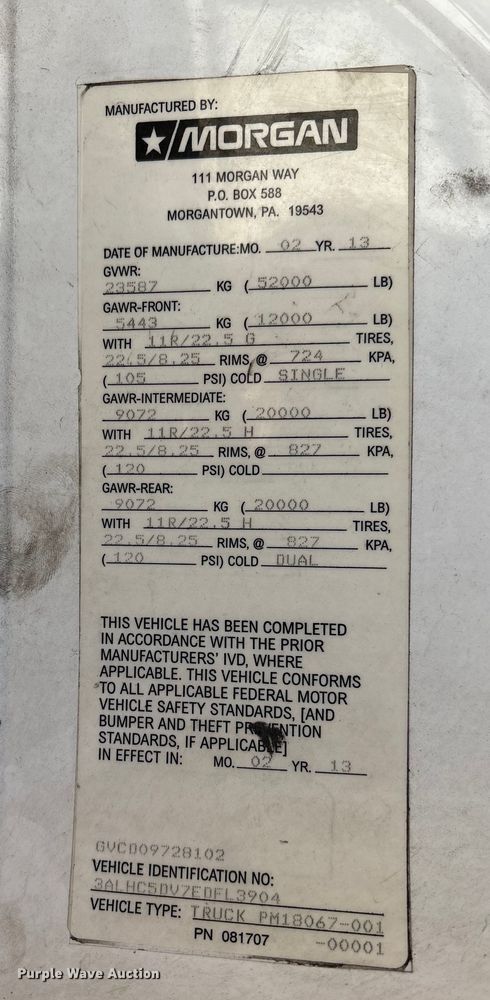 MANUFACTURED BY:
MORGAN
111 MORGAN WAY
P.O. BOX 588
MORGANTOWN, PA. 19543
DATE OF MANUFACTURE:MO. 02 YR. 13
GVWR:
23587 KG ( 52000 LB)
GAWR-FRONT:
5443 KG ( 12000 LB)
WITH 11R/22.5 G TIRES,
22.5/8.25 RIMS, @ 724 KPA,
( 105 PSI) COLD SINGLE
GAWR-INTERMEDIATE:
9072 KG ( 20000 LB)
WITH 11R/22.5 H TIRES,
22.5/8.25 RIMS, @ 827 KPA,
( 120 PSI) COLD
GAWR-REAR:
9072 KG ( 20000 LB)
WITH 11R/22.5 H TIRES,
22.5/8.25 RIMS, @ 827 KPA,
( 120 PSI) COLD DUAL
THIS VEHICLE HAS BEEN COMPLETED
IN ACCORDANCE WITH THE PRIOR
MANUFACTURERS' IVD, WHERE
APPLICABLE. THIS VEHICLE CONFORMS
TO ALL APPLICABLE FEDERAL MOTOR
VEHICLE SAFETY STANDARDS, [AND
BUMPER AND THEFT PREVENTION
STANDARDS, IF APPLICABLE]
IN EFFECT IN: MO. 02 YR. 13
GVCD09728102
VEHICLE IDENTIFICATION NO:
3ALHC5DV7EDFL3904
VEHICLE TYPE: TRUCK PM18067-001
PN 081707 -00001
Purple Wave Auction